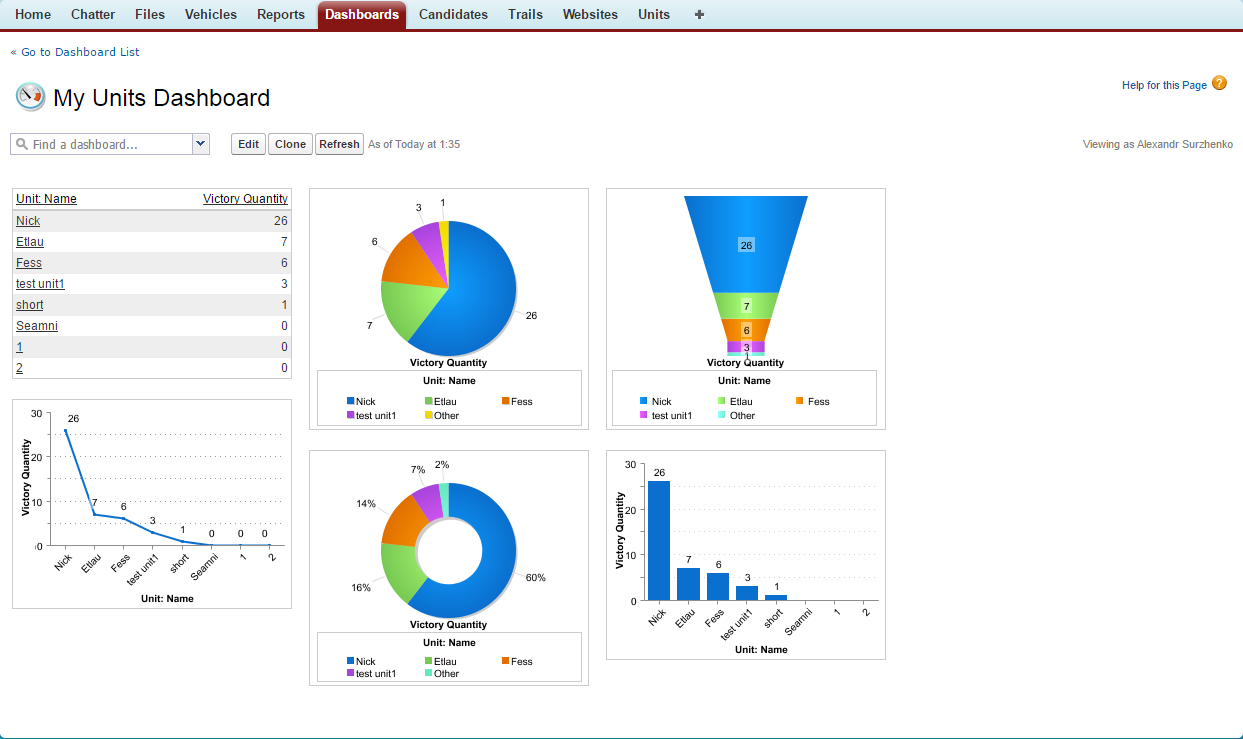 Home Chatter Files Vehicles Reports Dashboards Candidates Trails Websites Units +
« Go to Dashboard List
My Units Dashboard
Help for this Page ?
Find a dashboard...
Edit Clone Refresh As of Today at 1:35
Viewing as Alexandr Surzhenko
Unit: Name Victory Quantity
Nick 26
Etlau 7
Fess 6
test unit1 3
short 1
Seamni 0
1 0
2 0
1
3
6
7
26
Victory Quantity
Unit: Name
Nick Etlau Fess
test unit1 Other
26
7
6
3
1
Victory Quantity
Unit: Name
Nick Etlau Fess
test unit1 Other
Victory Quantity
30
20
10
0
26
7
6
3
1
0
0
0
Nick
Etlau
Fess
test unit1
short
Seamni
1
2
Unit: Name
2%
7%
14%
16%
60%
Victory Quantity
Unit: Name
Nick Etlau Fess
test unit1 Other
Victory Quantity
30
20
10
0
26
7
6
3
1
Nick
Etlau
Fess
test unit1
short
Seamni
1
2
Unit: Name